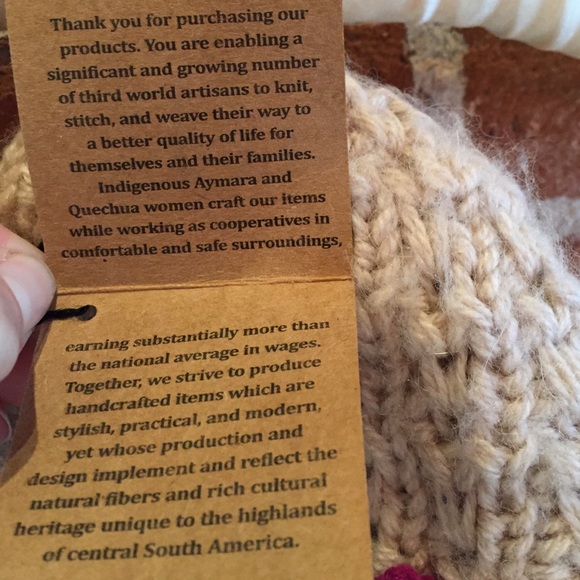 Thank you for purchasing our
products. You are enabling a
significant and growing number
of third world artisans to knit,
stitch, and weave their way to
a better quality of life for
themselves and their families.
Indigenous Aymara and
Quechua women craft our items
while working as cooperatives in
comfortable and safe surroundings,
earning substantially more than
the national average in wages.
Together, we strive to produce
handcrafted items which are
stylish, practical, and modern,
yet whose production and
design implement and reflect the
natural fibers and rich cultural
heritage unique to the highlands
of central South America.